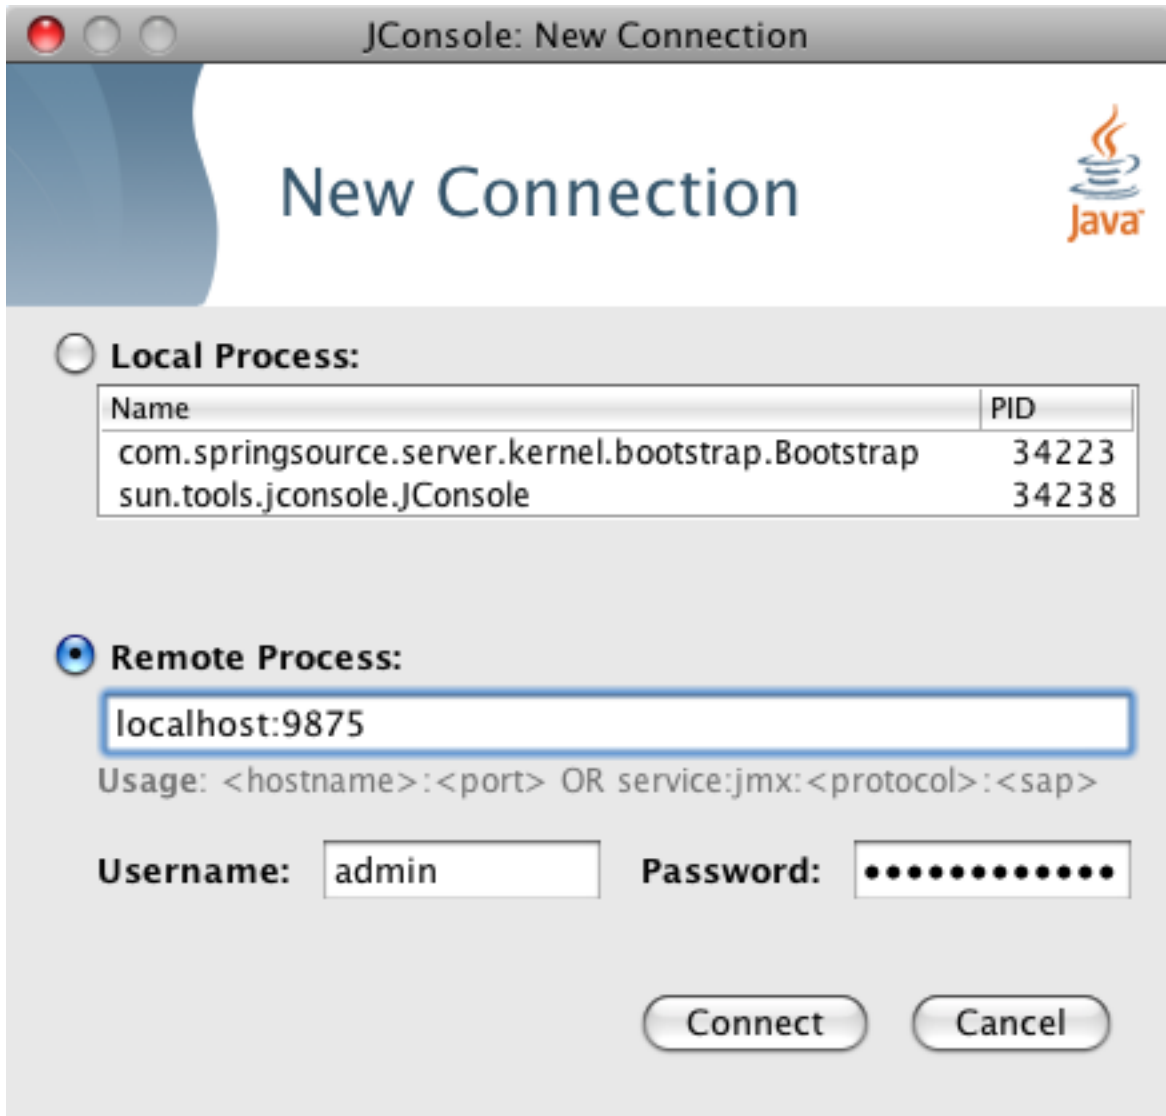 JConsole: New Connection
New Connection
Java
Local Process:
Name PID
com.springsource.server.kernel.bootstrap.Bootstrap 34223
sun.tools.jconsole.JConsole 34238
Remote Process:
localhost:9875
Usage: <hostname>:<port> OR service:jmx:<protocol>:<sap>
Username: admin Password: ••••••••••••
Connect Cancel